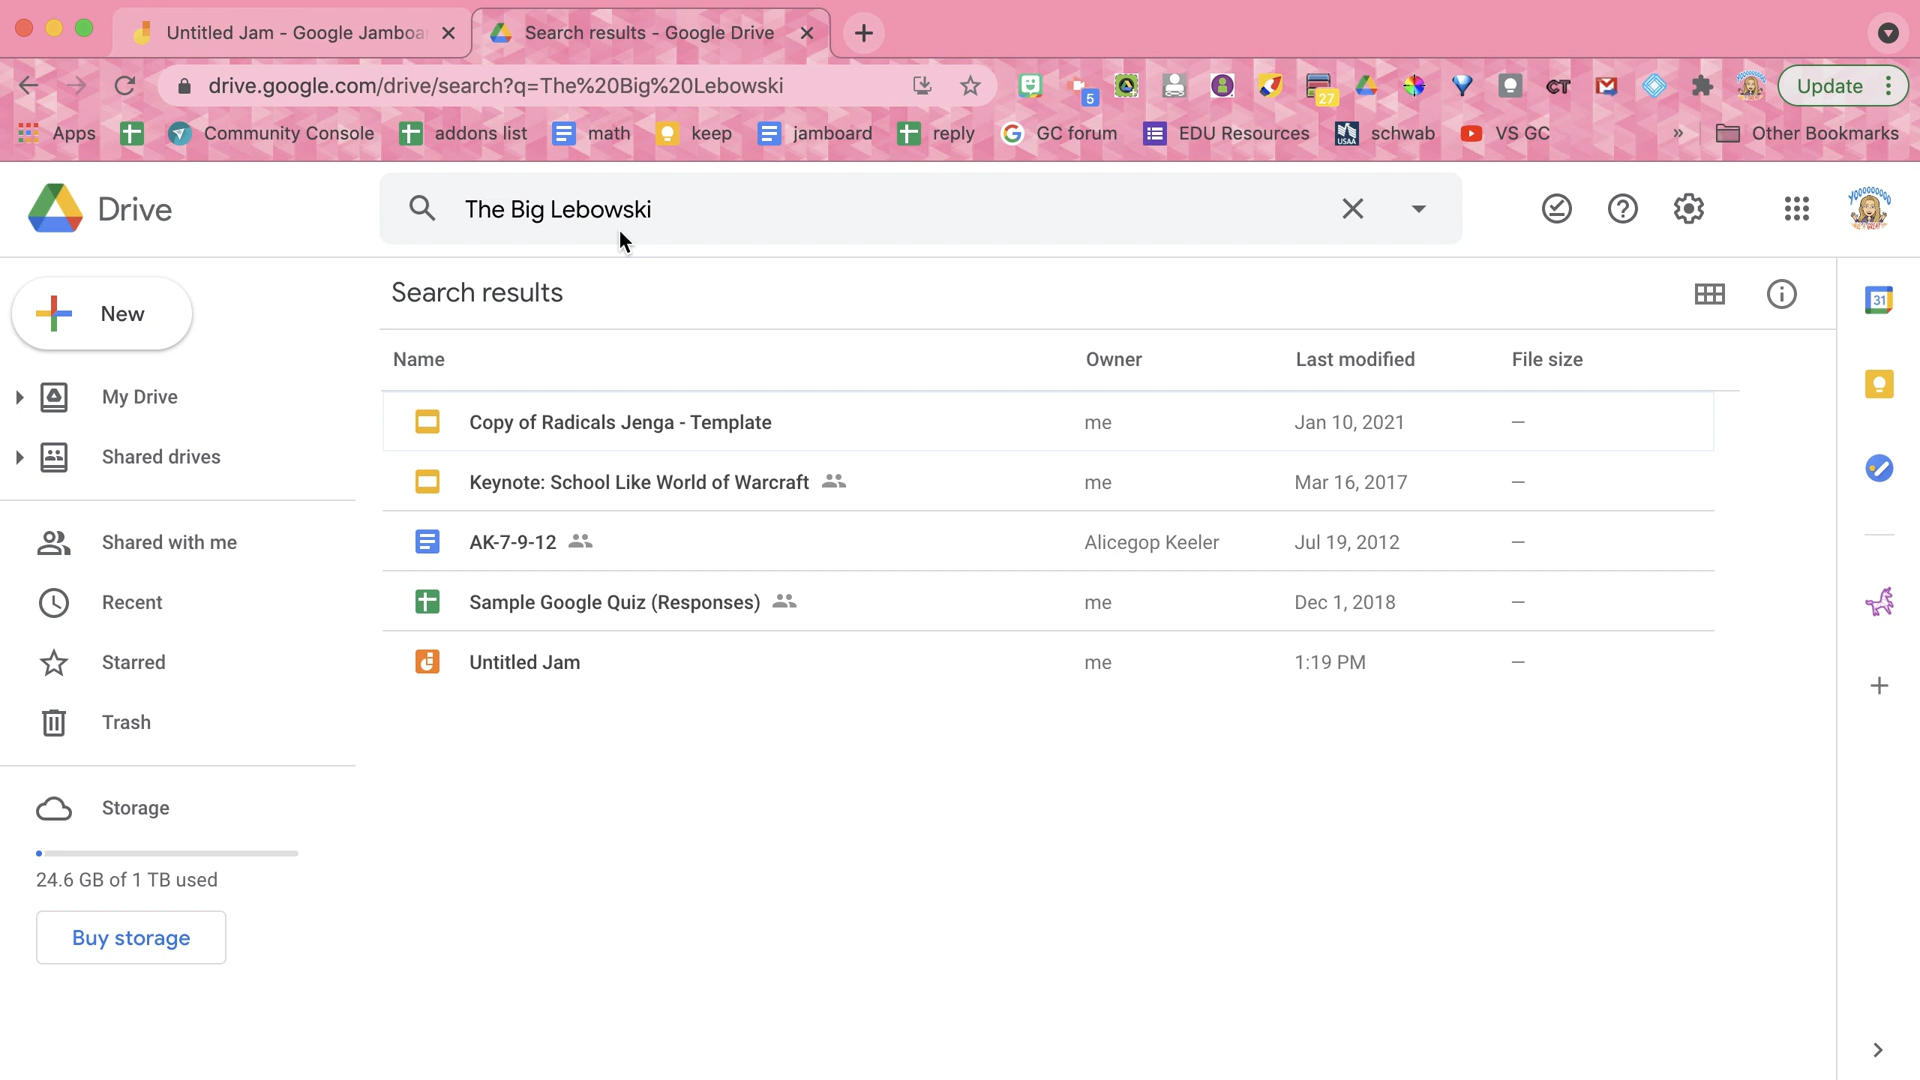 Untitled Jam - Google Jamboa
Search results - Google Drive
drive.google.com/drive/search?q=The%20Big%20Lebowski
5
27
CT
Update
Apps
Community Console
addons list
math
keep
jamboard
reply
GC forum
EDU Resources
USAA
schwab
VS GC
»
Other Bookmarks
Drive
The Big Lebowski
New
Search results
31
Name Owner Last modified File size
My Drive
Copy of Radicals Jenga - Template me Jan 10, 2021 —
Shared drives
Keynote: School Like World of Warcraft me Mar 16, 2017 —
Shared with me
AK-7-9-12 Alicegop Keeler Jul 19, 2012 —
Recent
Sample Google Quiz (Responses) me Dec 1, 2018 —
Starred
Untitled Jam me 1:19 PM —
Trash
Storage
24.6 GB of 1 TB used
Buy storage